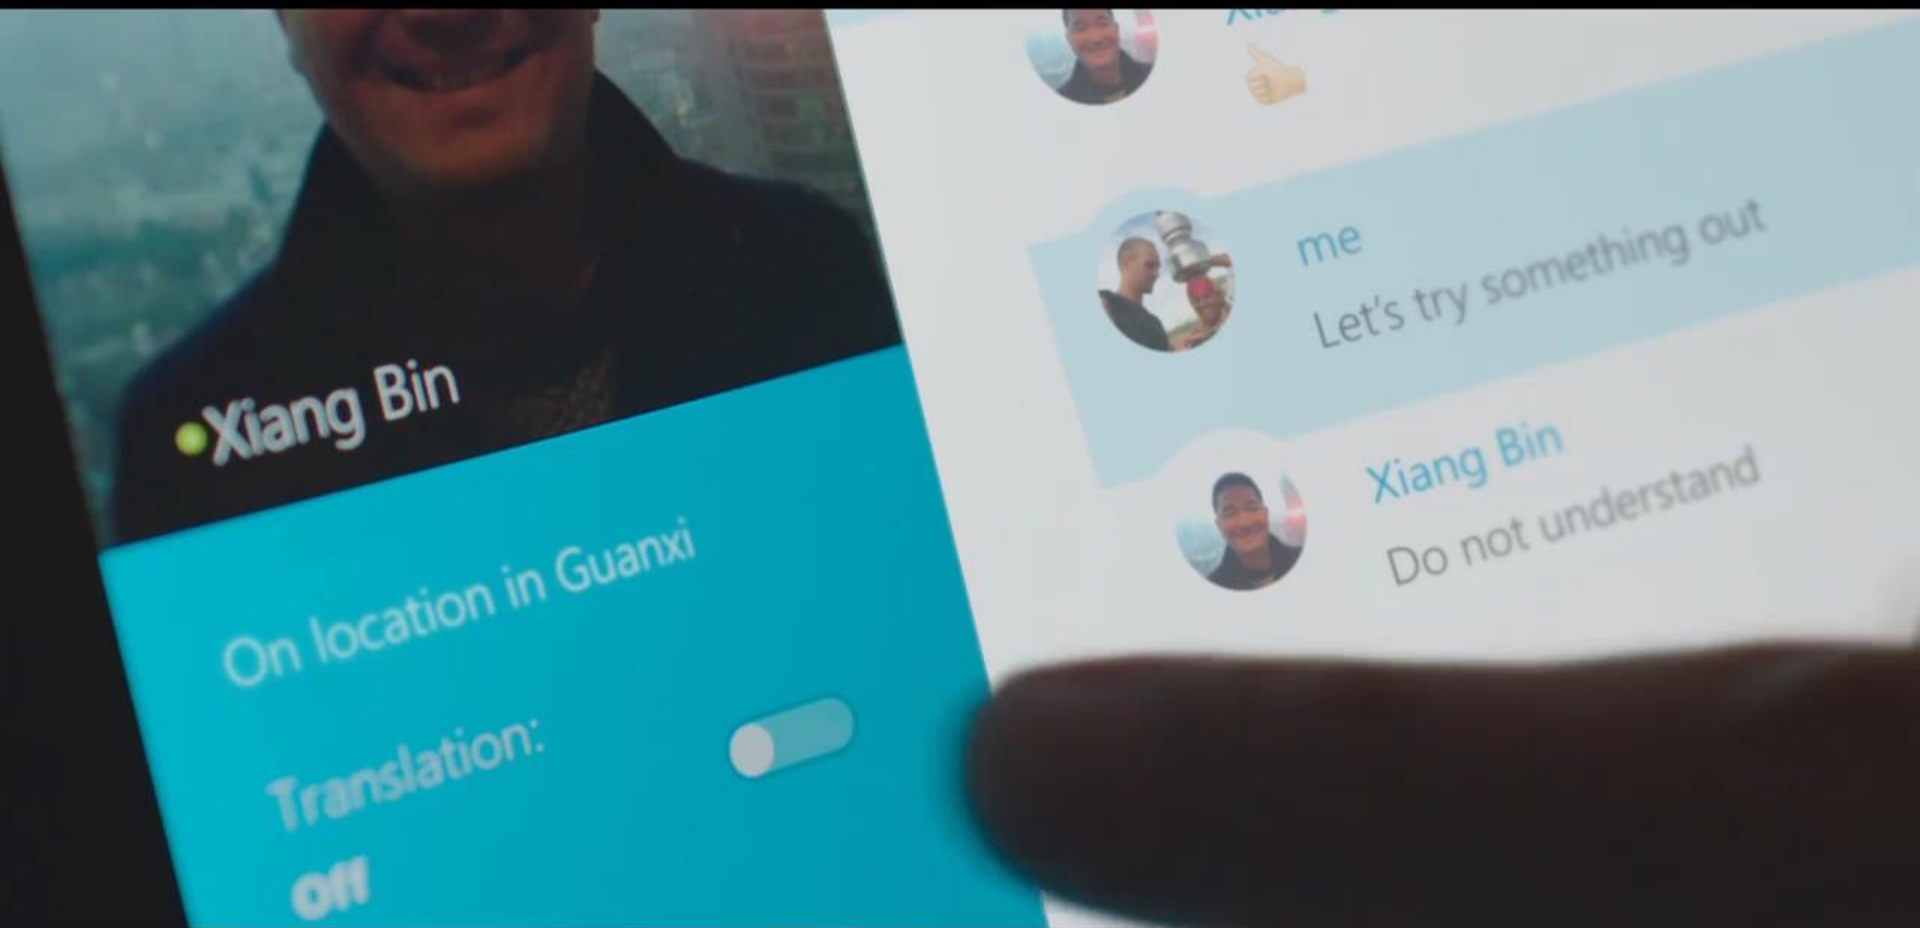 Xiang Bin
On location in Guanxi
Translation:
Off
me
Let's try something out
Xiang Bin
Do not understand